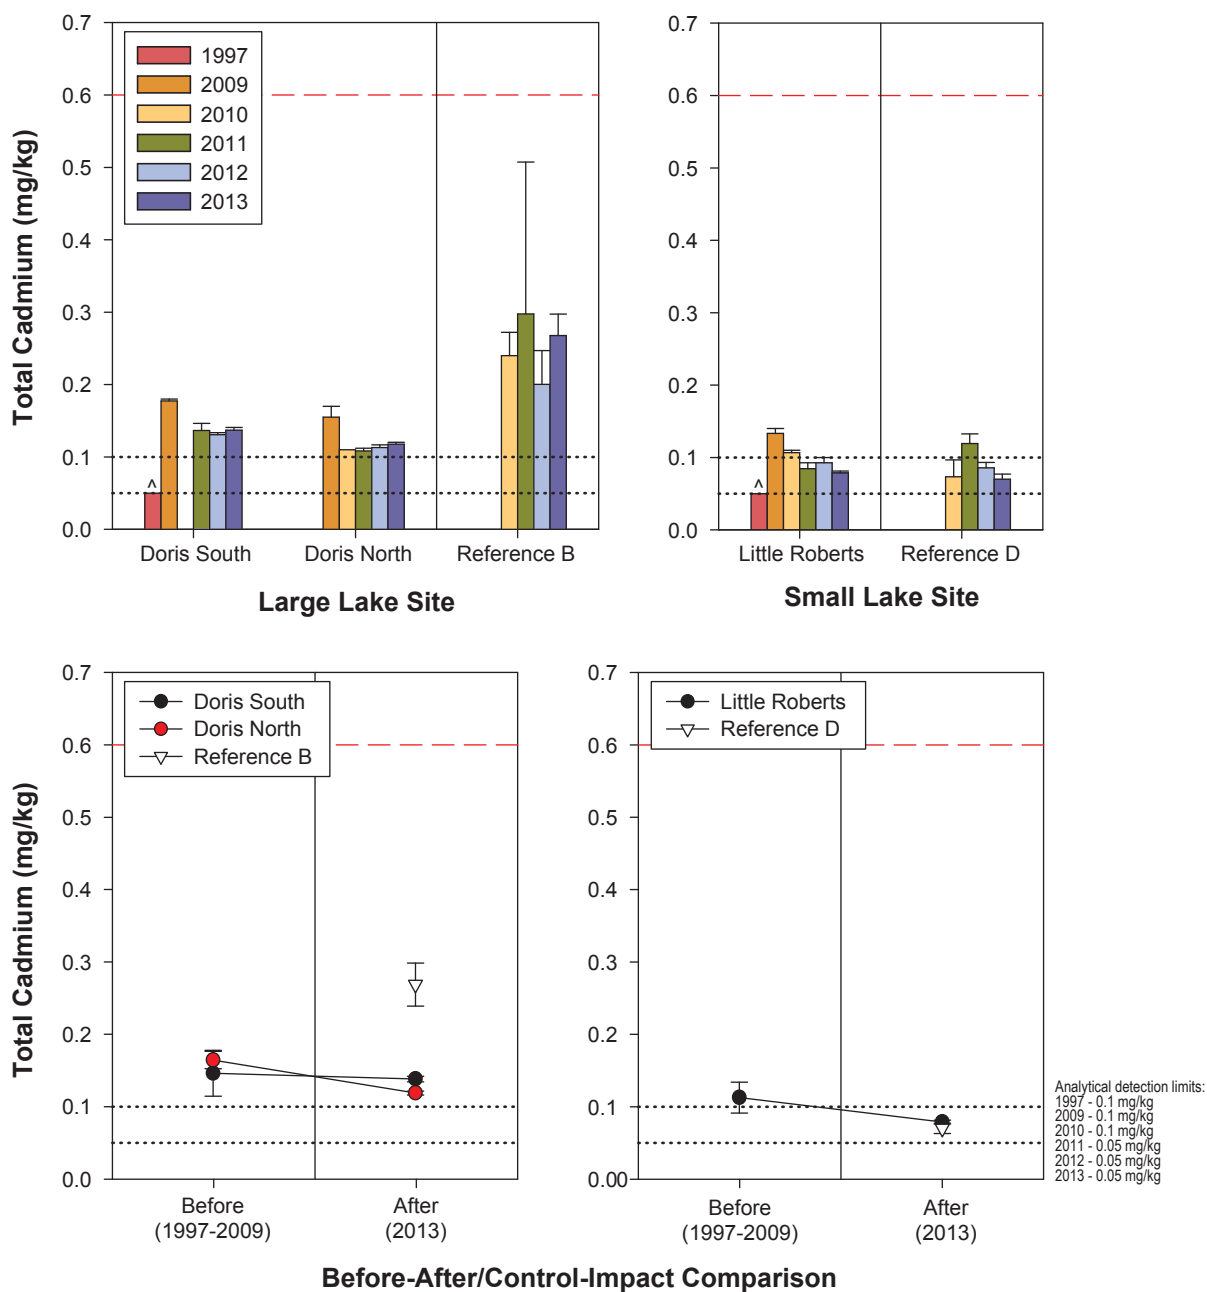 Total Cadmium (mg/kg)
0.7
0.6
0.5
0.4
0.3
0.2
0.1
0.0
1997
2009
2010
2011
2012
2013
^
Doris South
Doris North
Reference B
Large Lake Site
0.7
0.6
0.5
0.4
0.3
0.2
0.1
0.0
^
Little Roberts
Reference D
Small Lake Site
Total Cadmium (mg/kg)
0.7
0.6
0.5
0.4
0.3
0.2
0.1
0.0
Doris South
Doris North
Reference B
Before
(1997-2009)
After
(2013)
0.7
0.6
0.5
0.4
0.3
0.2
0.1
0.00
Little Roberts
Reference D
Before
(1997-2009)
After
(2013)
Analytical detection limits:
1997 - 0.1 mg/kg
2009 - 0.1 mg/kg
2010 - 0.1 mg/kg
2011 - 0.05 mg/kg
2012 - 0.05 mg/kg
2013 - 0.05 mg/kg
Before-After/Control-Impact Comparison